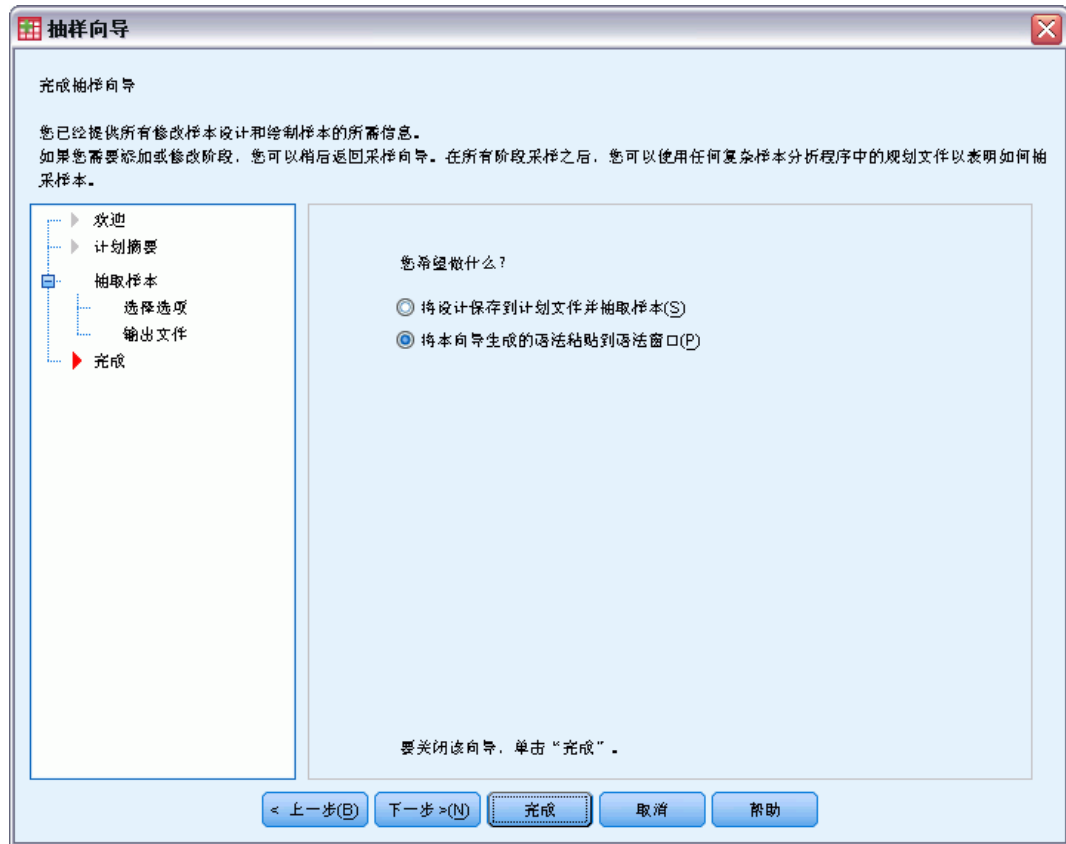 抽样向导
完成抽样向导
您已经提供所有修改样本设计和绘制样本的所需信息。
如果您需要添加或修改阶段，您可以稍后返回采样向导。在所有阶段采样之后，您可以使用任何复杂样本分析程序中的规划文件以表明如何抽
采样本。
欢迎
计划摘要
抽取样本
选择选项
输出文件
完成
您希望做什么？
将设计保存到计划文件并抽取样本(S)
将本向导生成的语法粘贴到语法窗口(P)
要关闭该向导，单击“完成”。
< 上一步(B) 下一步 >(N) 完成 取消 帮助